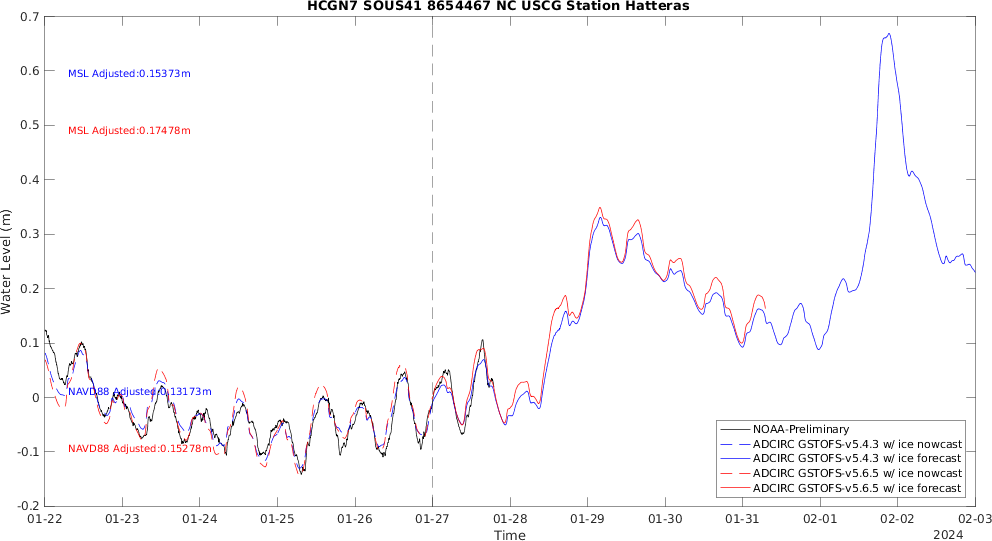 HCGN7 SOUS41 8654467 NC USCG Station Hatteras
Water Level (m)
0.7
0.6
0.5
0.4
0.3
0.2
0.1
0
-0.1
-0.2
MSL Adjusted:0.15373m
MSL Adjusted:0.17478m
NAVD88 Adjusted:0.13173m
NAVD88 Adjusted:0.15278m
NOAA-Preliminary
ADCIRC GSTOFS-v5.4.3 w/ ice nowcast
ADCIRC GSTOFS-v5.4.3 w/ ice forecast
ADCIRC GSTOFS-v5.6.5 w/ ice nowcast
ADCIRC GSTOFS-v5.6.5 w/ ice forecast
01-22 01-23 01-24 01-25 01-26 01-27 01-28 01-29 01-30 01-31 02-01 02-02 02-03
Time
2024